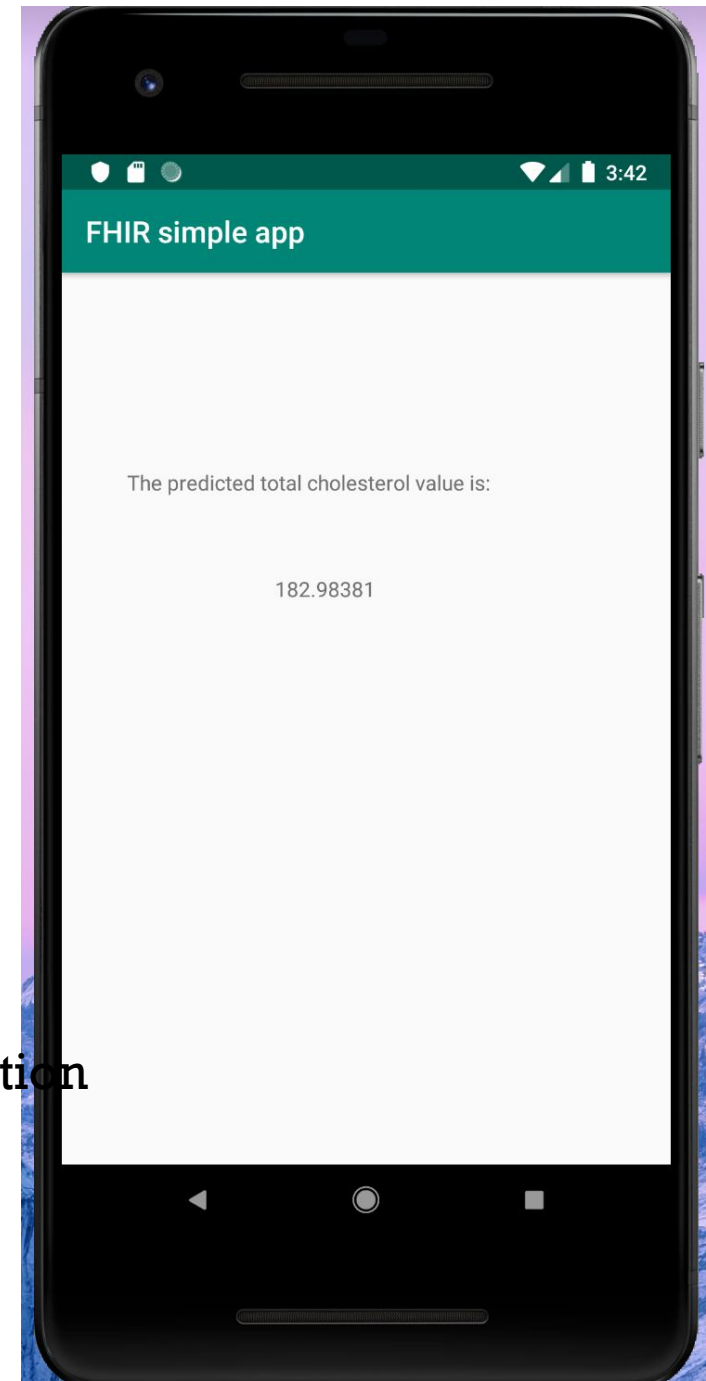 3:42
FHIR simple app
The predicted total cholesterol value is:
182.98381
tion